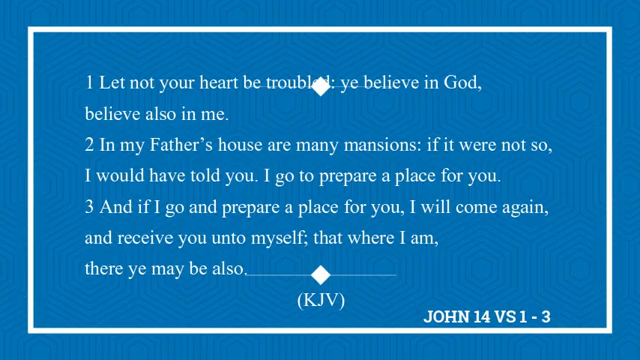 1 Let not your heart be troubled: ye believe in God,
believe also in me.
2 In my Father’s house are many mansions: if it were not so,
I would have told you. I go to prepare a place for you.
3 And if I go and prepare a place for you, I will come again,
and receive you unto myself; that where I am,
there ye may be also.
(KJV)
JOHN 14 VS 1 - 3